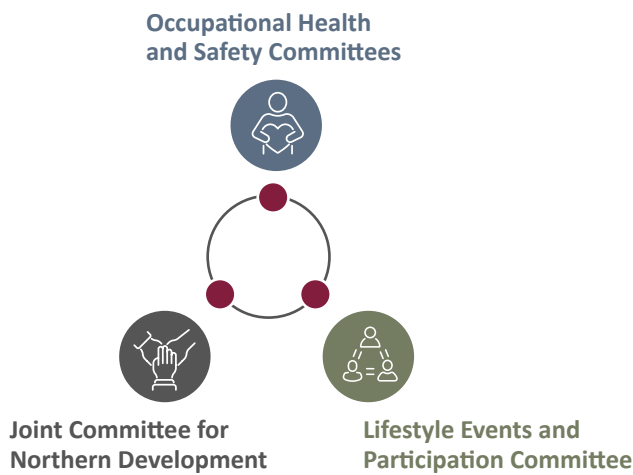 Occupational Health
and Safety Committees
Joint Committee for
Northern Development
Lifestyle Events and
Participation Committee